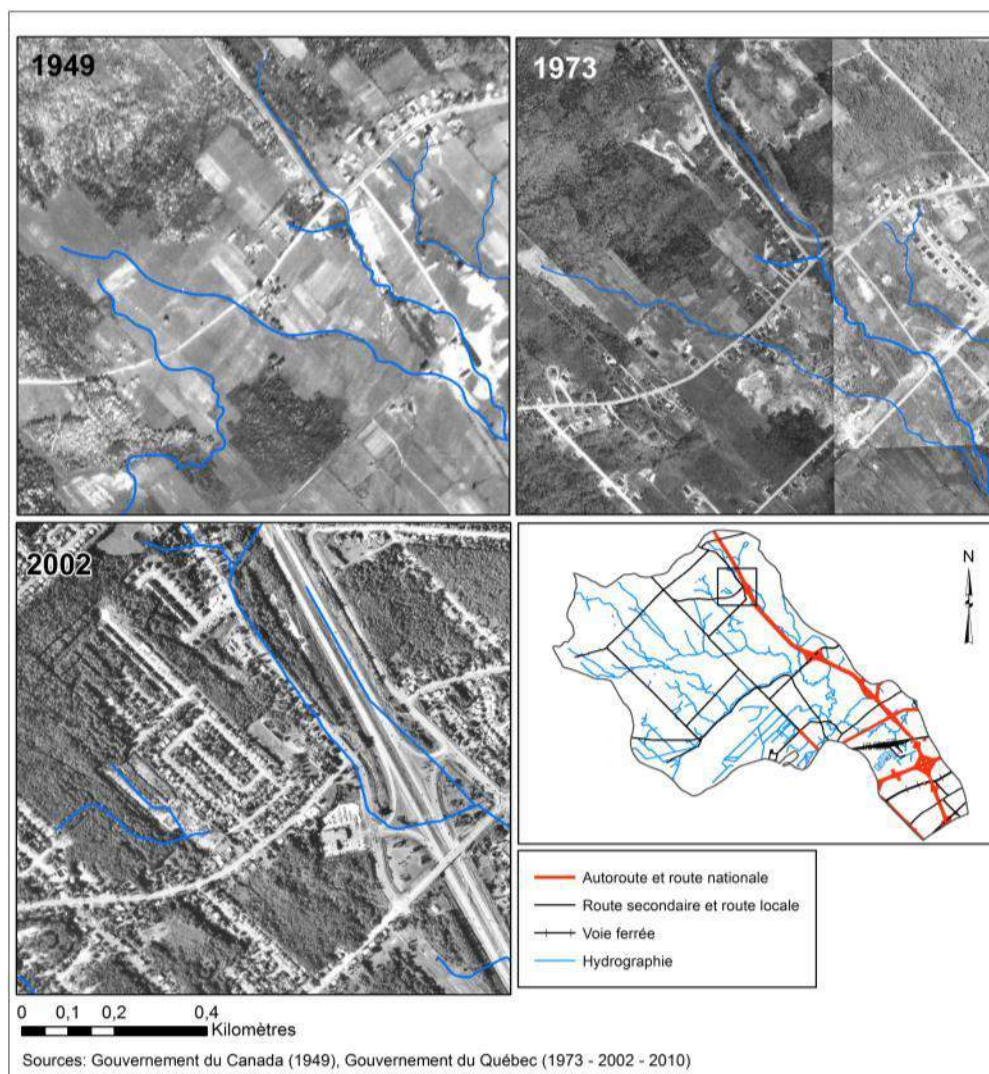 1949
1973
2002
N
Autoroute et route nationale
Route secondaire et route locale
Voie ferrée
Hydrographie
0 0,1 0,2 0,4
Kilomètres
Sources: Gouvernement du Canada (1949), Gouvernement du Québec (1973 - 2002 - 2010)